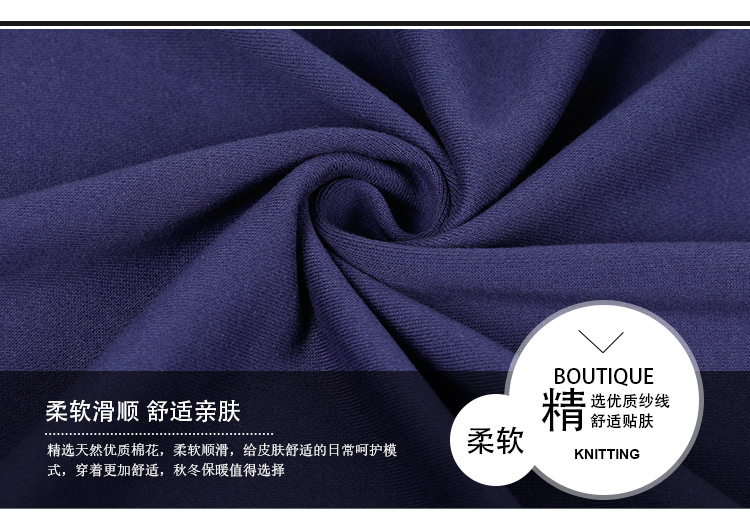 柔软滑顺 舒适亲肤
精选天然优质棉花，柔软顺滑，给皮肤舒适的日常呵护模
式，穿着更加舒适，秋冬保暖值得选择
柔软
BOUTIQUE
精选优质纱线
舒适贴肤
KNITTING